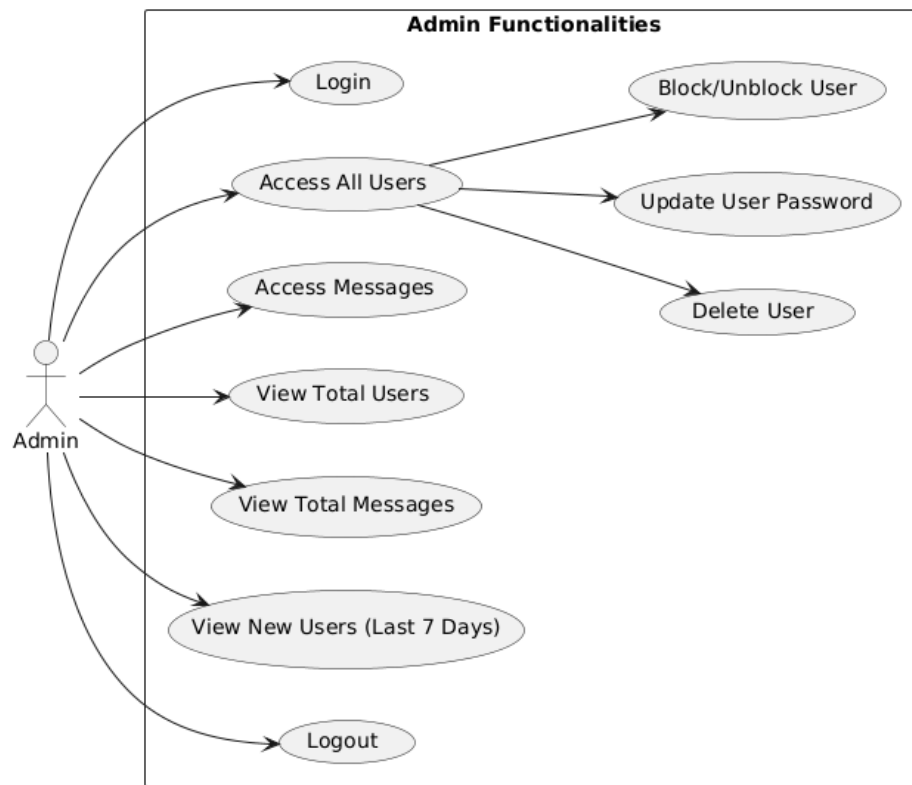 Admin Functionalities
Login
Block/Unblock User
Access All Users
Update User Password
Access Messages
Delete User
View Total Users
Admin
View Total Messages
View New Users (Last 7 Days)
Logout